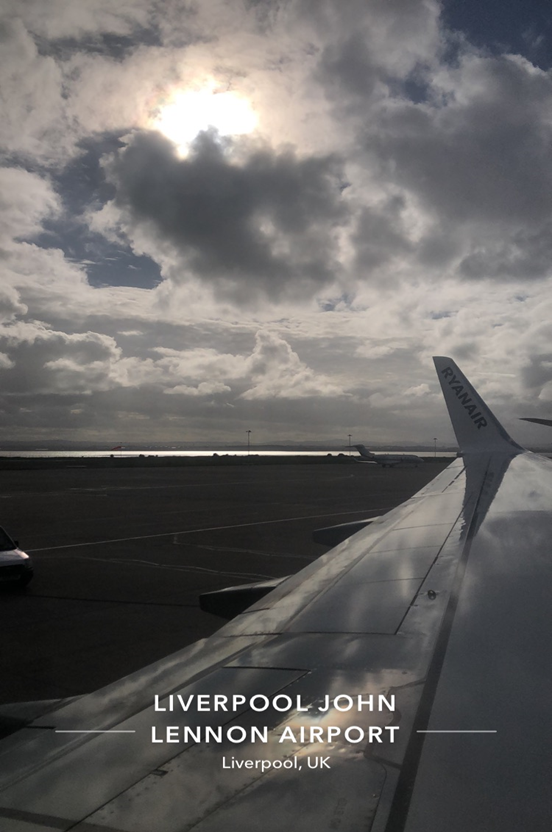 RYANAIR
LIVERPOOL JOHN
LENNON AIRPORT
Liverpool, UK